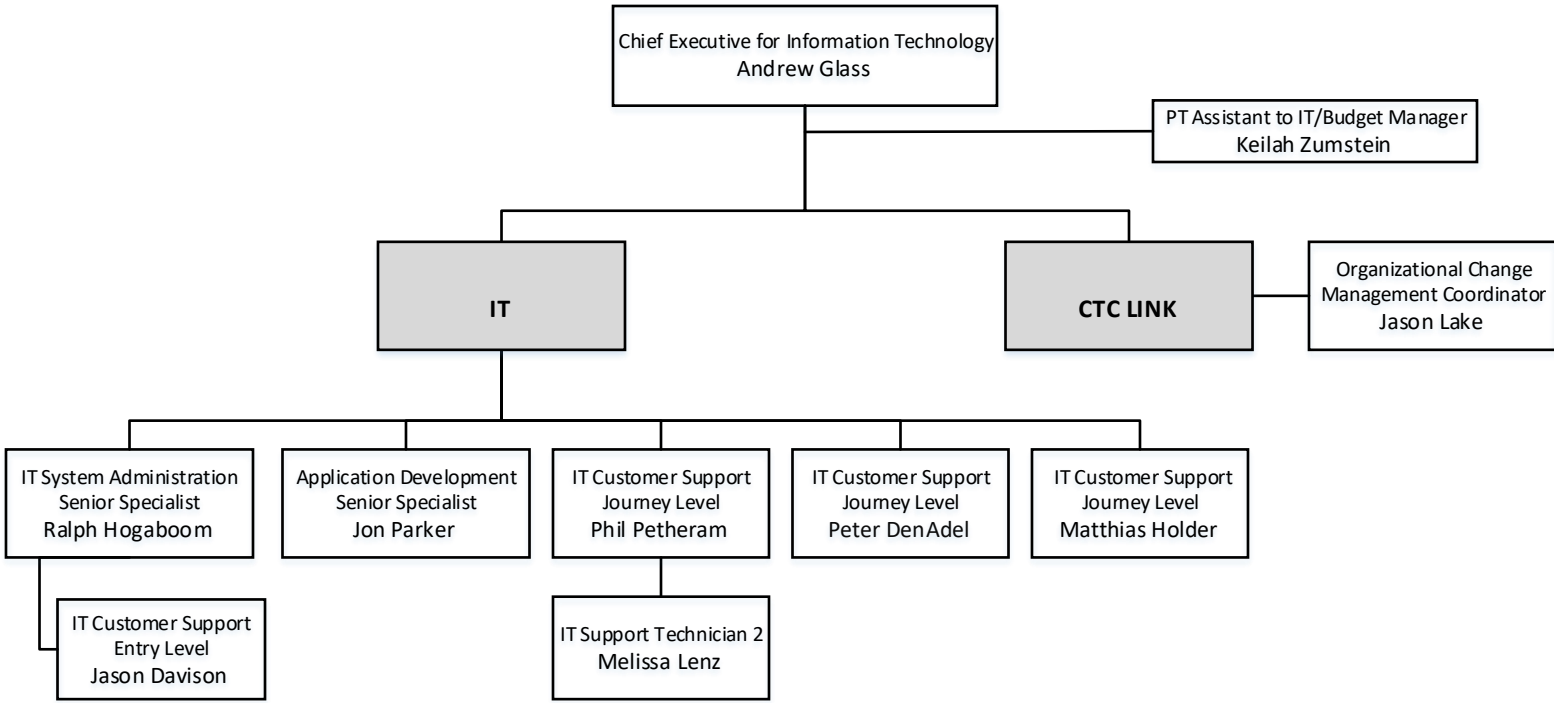 Chief Executive for Information Technology
Andrew Glass
PT Assistant to IT/Budget Manager
Keilah Zumstein
IT
CTC LINK
Organizational Change
Management Coordinator
Jason Lake
IT System Administration
Senior Specialist
Ralph Hogaboom
Application Development
Senior Specialist
Jon Parker
IT Customer Support
Journey Level
Phil Petheram
IT Customer Support
Journey Level
Peter DenAdel
IT Customer Support
Journey Level
Matthias Holder
IT Customer Support
Entry Level
Jason Davison
IT Support Technician 2
Melissa Lenz